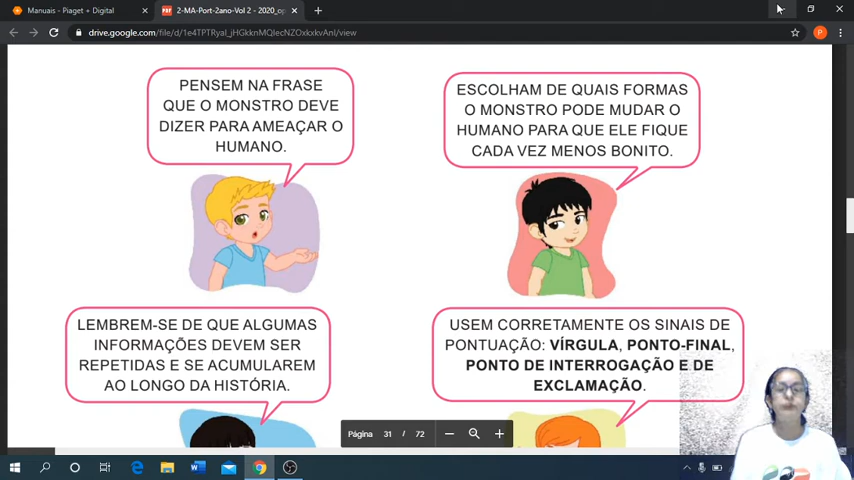 Manuais - Piaget + Digital
2-MA-Port-2ano-Vol 2 - 2020_op
drive.google.com/file/d/1e4TPTRyal_jHGkknMQlecNZOxkxkvAnI/view
PENSEM NA FRASE
QUE O MONSTRO DEVE
DIZER PARA AMEAÇAR O
HUMANO.
ESCOLHAM DE QUAIS FORMAS
O MONSTRO PODE MUDAR O
HUMANO PARA QUE ELE FIQUE
CADA VEZ MENOS BONITO.
LEMBREM-SE DE QUE ALGUMAS
INFORMAÇÕES DEVEM SER
REPETIDAS E SE ACUMULAREM
AO LONGO DA HISTÓRIA.
USEM CORRETAMENTE OS SINAIS DE
PONTUAÇÃO: VÍRGULA, PONTO-FINAL,
PONTO DE INTERROGAÇÃO E DE
EXCLAMAÇÃO.
Página 31 / 72